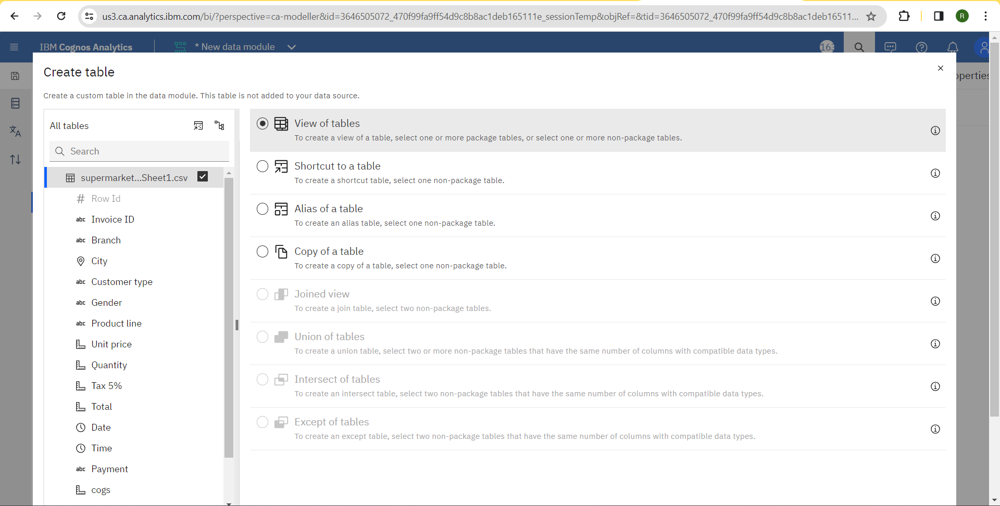 us3.ca.analytics.ibm.com/bi/?perspective=ca-modeller&id=3646505072_470f99fa9ff54d9c8b8ac1deb165111e_sessionTemp&objRef=&tid=3646505072_470f99fa9ff54d9c8b8ac1deb16511...
R
IBM Cognos Analytics
* New data module
163
Create table
operties
Create a custom table in the data module. This table is not added to your data source.
All tables
Search
supermarket...Sheet1.csv
Row Id
abc Invoice ID
abc Branch
City
abc Customer type
abc Gender
abc Product line
Unit price
Quantity
Tax 5%
Total
Date
Time
abc Payment
cogs
View of tables
To create a view of a table, select one or more package tables, or select one or more non-package tables.
Shortcut to a table
To create a shortcut table, select one non-package table.
Alias of a table
To create an alias table, select one non-package table.
Copy of a table
To create a copy of a table, select one non-package table.
Joined view
To create a join table, select two non-package tables.
Union of tables
To create a union table, select two or more non-package tables that have the same number of columns with compatible data types.
Intersect of tables
To create an intersect table, select two non-package tables that have the same number of columns with compatible data types.
Except of tables
To create an except table, select two non-package tables that have the same number of columns with compatible data types.